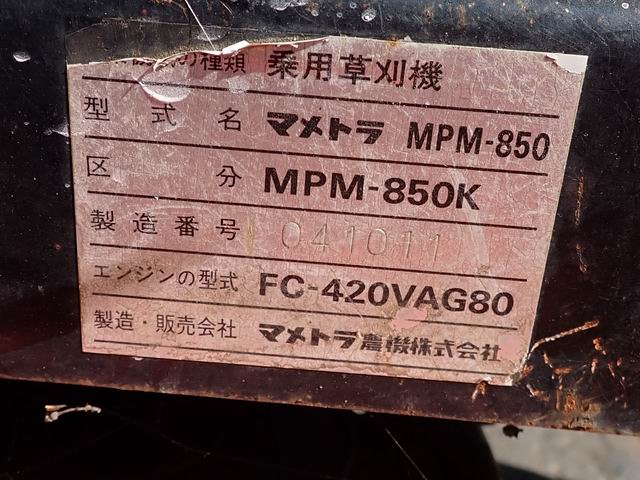 の種類 乗用草刈機
型式名 マメトラ MPM-850
区分 MPM-850K
製造番号 041011
エンジンの型式 FC-420VAG80
製造・販売会社 マメトラ農機株式会社